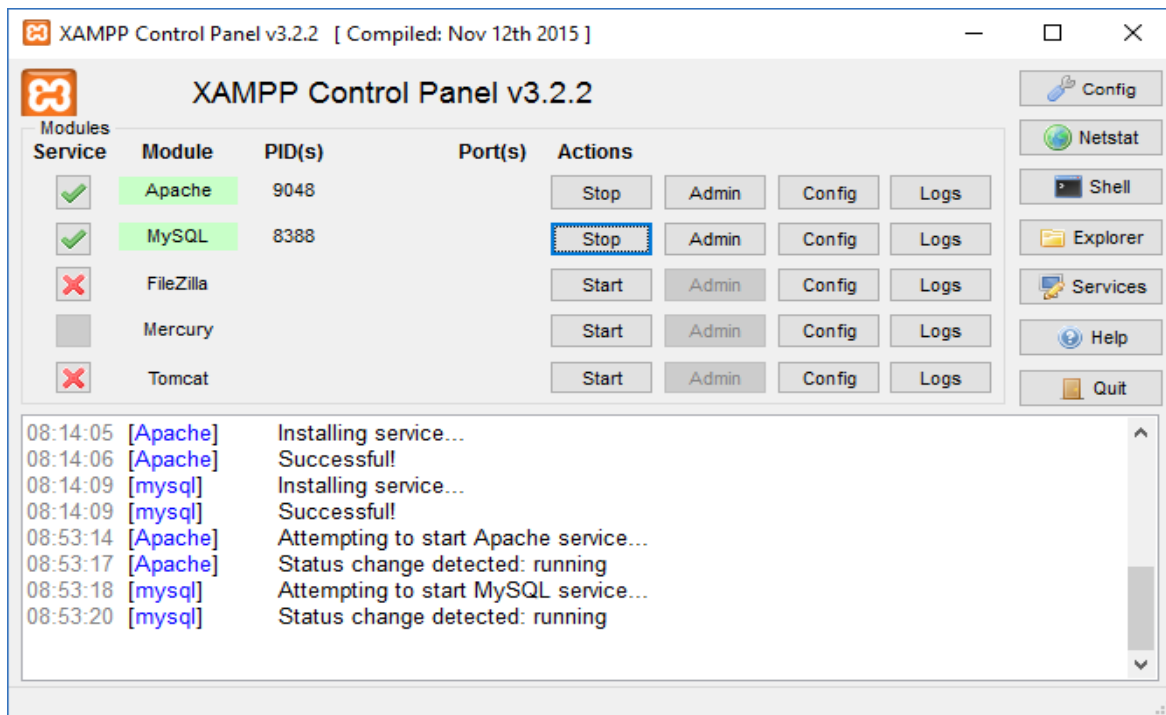 XAMPP Control Panel v3.2.2 [ Compiled: Nov 12th 2015 ]
XAMPP Control Panel v3.2.2
Config
Modules
Service Module PID(s) Port(s) Actions
Netstat
Apache 9048 Stop Admin Config Logs
Shell
MySQL 8388 Stop Admin Config Logs
Explorer
FileZilla Start Admin Config Logs
Services
Mercury Start Admin Config Logs
Help
Tomcat Start Admin Config Logs
Quit
08:14:05 [Apache] Installing service...
08:14:06 [Apache] Successful!
08:14:09 [mysql] Installing service...
08:14:09 [mysql] Successful!
08:53:14 [Apache] Attempting to start Apache service...
08:53:17 [Apache] Status change detected: running
08:53:18 [mysql] Attempting to start MySQL service...
08:53:20 [mysql] Status change detected: running